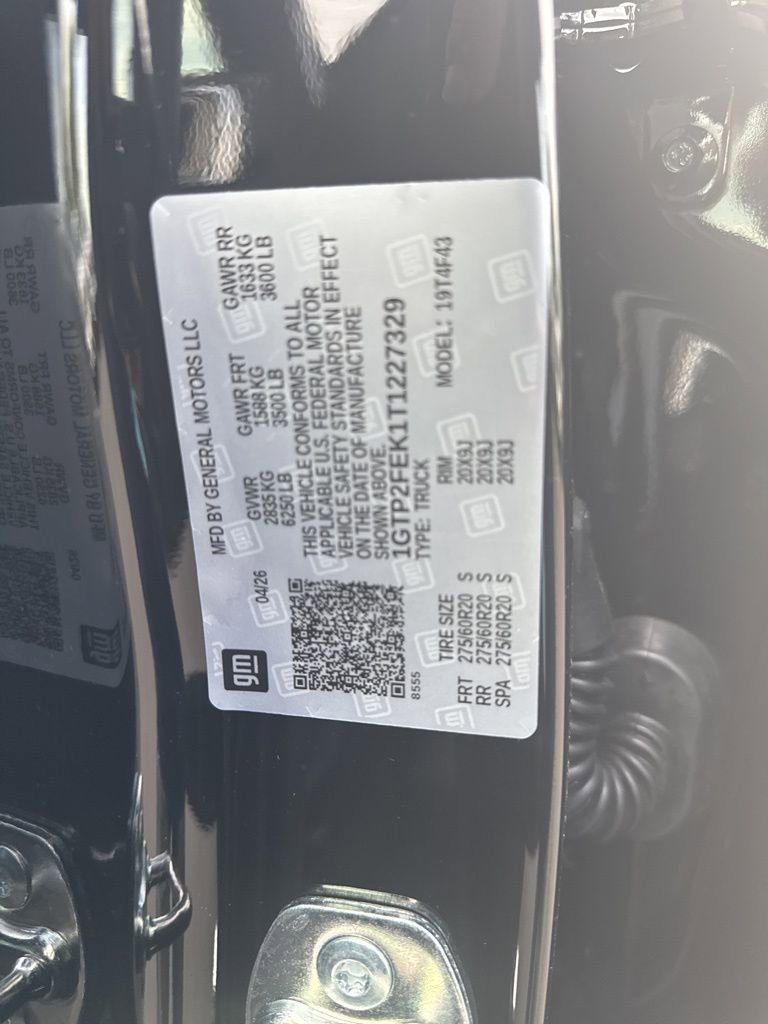 MFD BY GENERAL MOTORS LLC
gm
04/26
GVWR
2835 KG
6250 LB
GAWR FRT
1588 KG
3500 LB
GAWR RR
1633 KG
3600 LB
THIS VEHICLE CONFORMS TO ALL
APPLICABLE U.S. FEDERAL MOTOR
VEHICLE SAFETY STANDARDS IN EFFECT
ON THE DATE OF MANUFACTURE
SHOWN ABOVE.
1GTP2FEK1T1227329
8555
TYPE: TRUCK
MODEL: 19T4F43
TIRE SIZE RIM
FRT 275/60R20 S 20X9J
RR 275/60R20 S 20X9J
SPA 275/60R20 S 20X9J